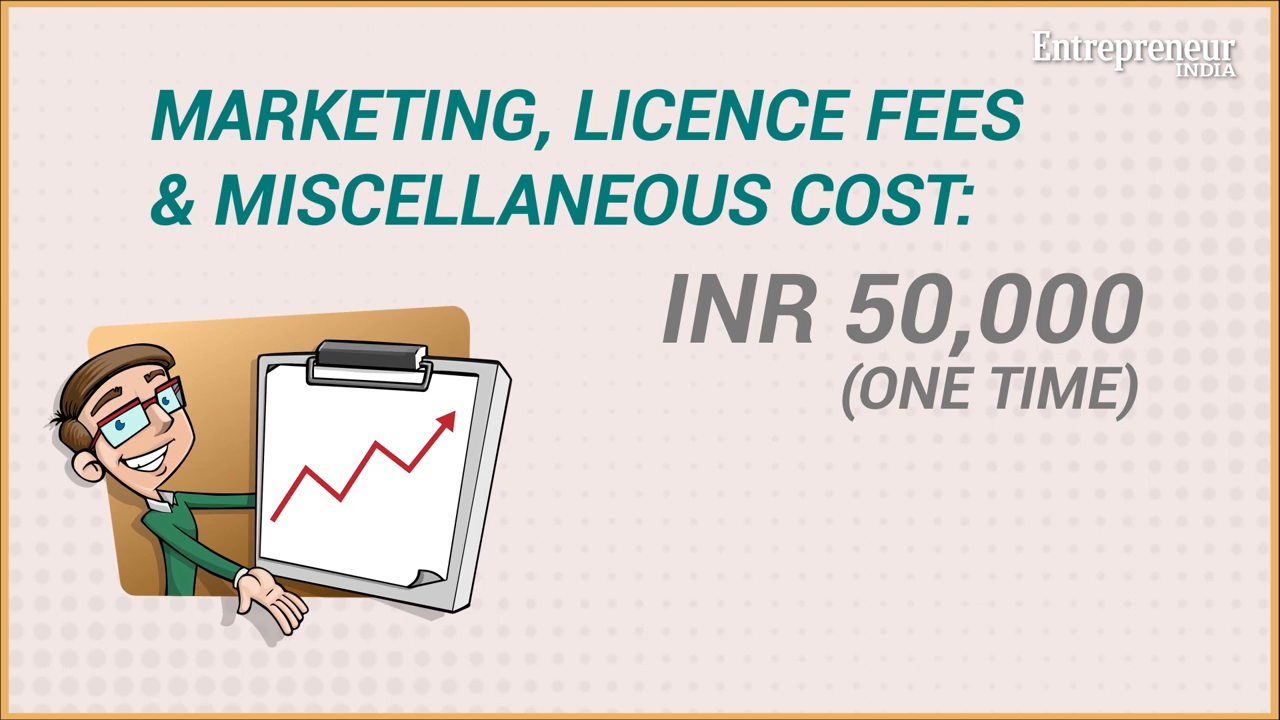 Entrepreneur
INDIA
MARKETING, LICENCE FEES
& MISCELLANEOUS COST:
INR 50,000
(ONE TIME)